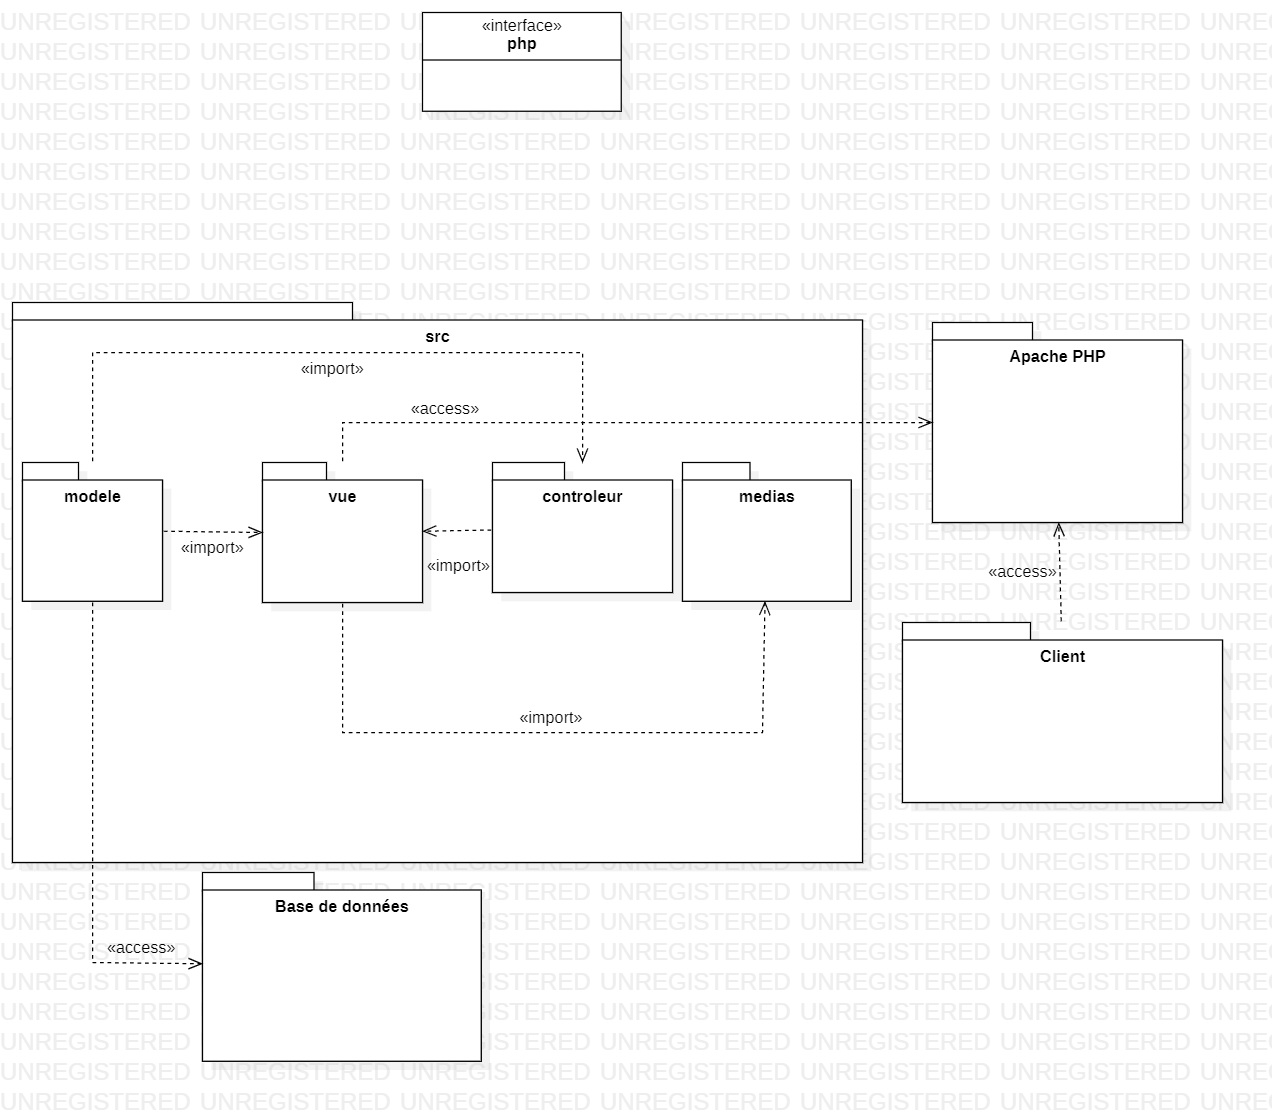 «interface»
php
src
«import»
«access»
Apache PHP
modele
vue
controleur
medias
«import»
«import»
«access»
Client
«import»
Base de données
«access»
UNREGISTERED UNREGISTERED UNREGISTERED UNREGISTERED UNREGISTERED UNREGISTERED